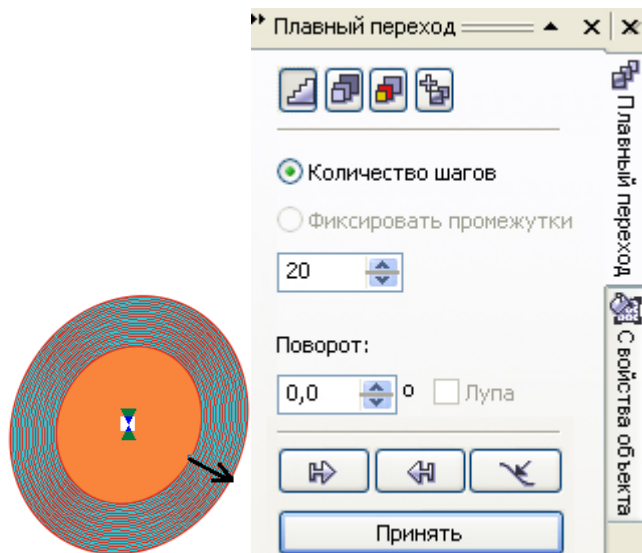 Плавный переход
Количество шагов
Фиксировать промежутки
20
Поворот:
0,0 o Лупа
Принять
Плавный переход
Свойства объекта